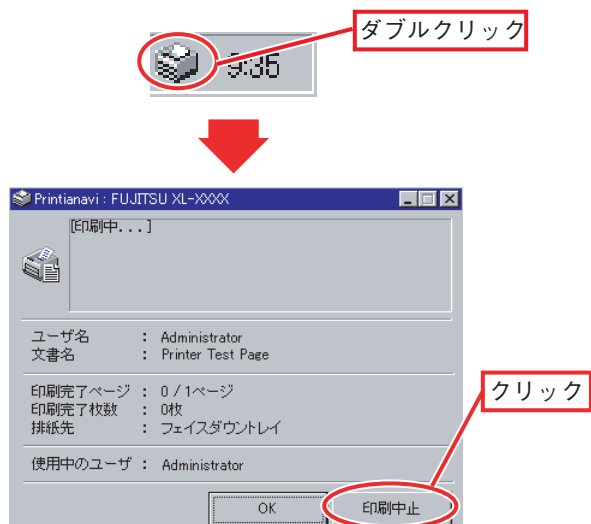 ダブルクリック
9:36
Printianavi : FUJITSU XL-XXXX
[印刷中...]
ユーザ名 : Administrator
文書名 : Printer Test Page
印刷完了ページ : 0 / 1ページ
印刷完了枚数 : 0枚
排紙先 : フェイスダウントレイ
使用中のユーザ : Administrator
クリック
OK
印刷中止